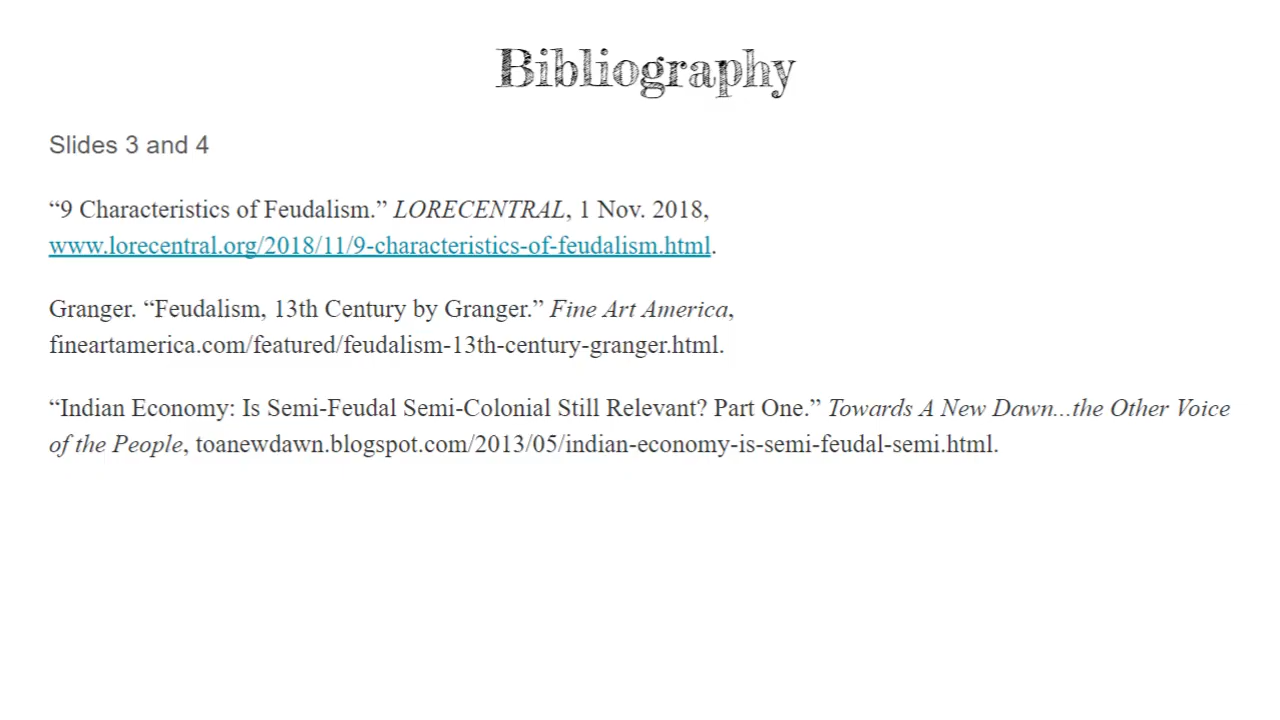 Bibliography
Slides 3 and 4
“9 Characteristics of Feudalism.” LORECENTRAL, 1 Nov. 2018,
www.lorecentral.org/2018/11/9-characteristics-of-feudalism.html.
Granger. “Feudalism, 13th Century by Granger.” Fine Art America,
fineartamerica.com/featured/feudalism-13th-century-granger.html.
“Indian Economy: Is Semi-Feudal Semi-Colonial Still Relevant? Part One.” Towards A New Dawn...the Other Voice
of the People, toanewdawn.blogspot.com/2013/05/indian-economy-is-semi-feudal-semi.html.